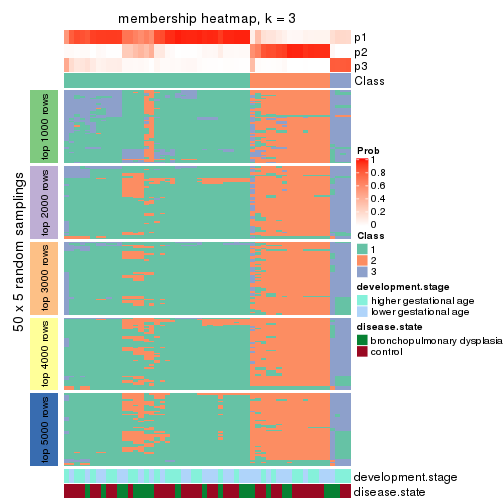 membership heatmap, k = 3
p1
p2
p3
Class
50 x 5 random samplings
top 1000 rows
top 2000 rows
top 3000 rows
top 4000 rows
top 5000 rows
Prob
1
0.8
0.6
0.4
0.2
0
Class
1
2
3
development.stage
higher gestational age
lower gestational age
disease.state
bronchopulmonary dysplasia
control
development.stage
disease.state